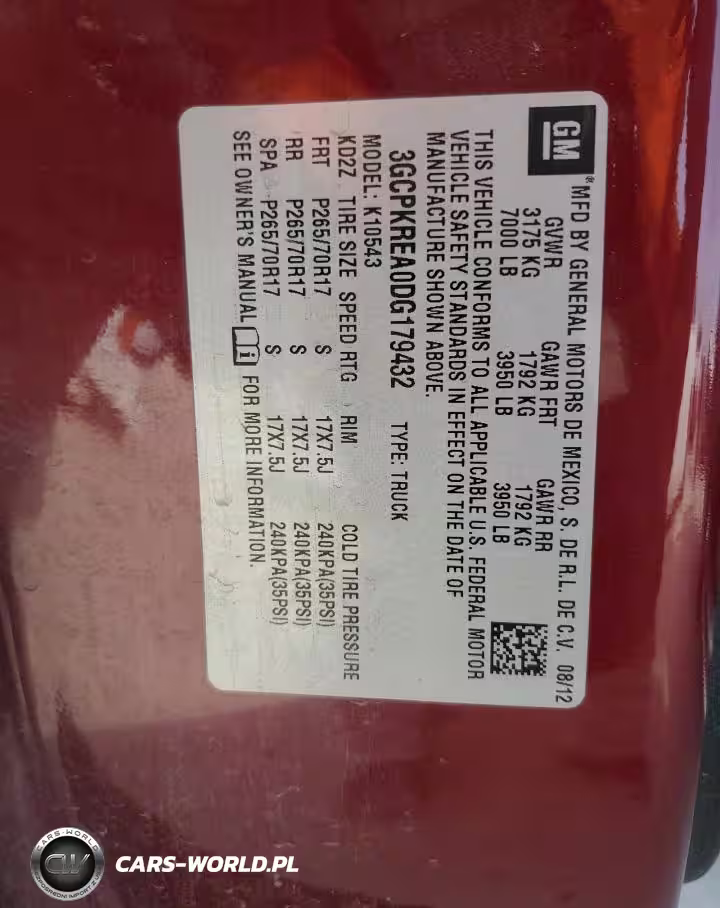 GM
®MFD BY GENERAL MOTORS DE MEXICO, S. DE R.L. DE C.V. 08/12
GVWR GAWR FRT GAWR RR
3175 KG 1792 KG 1792 KG
7000 LB 3950 LB 3950 LB
THIS VEHICLE CONFORMS TO ALL APPLICABLE U.S. FEDERAL MOTOR
VEHICLE SAFETY STANDARDS IN EFFECT ON THE DATE OF
MANUFACTURE SHOWN ABOVE.
3GCPKREA0DG179432 TYPE: TRUCK
MODEL: K10543
KD2Z TIRE SIZE SPEED RTG RIM COLD TIRE PRESSURE
FRT P265/70R17 S 17X7.5J 240KPA(35PSI)
RR P265/70R17 S 17X7.5J 240KPA(35PSI)
SPA P265/70R17 S 17X7.5J 240KPA(35PSI)
SEE OWNER'S MANUAL i FOR MORE INFORMATION.
CARS-WORLD
CW
CARS-WORLD.PL